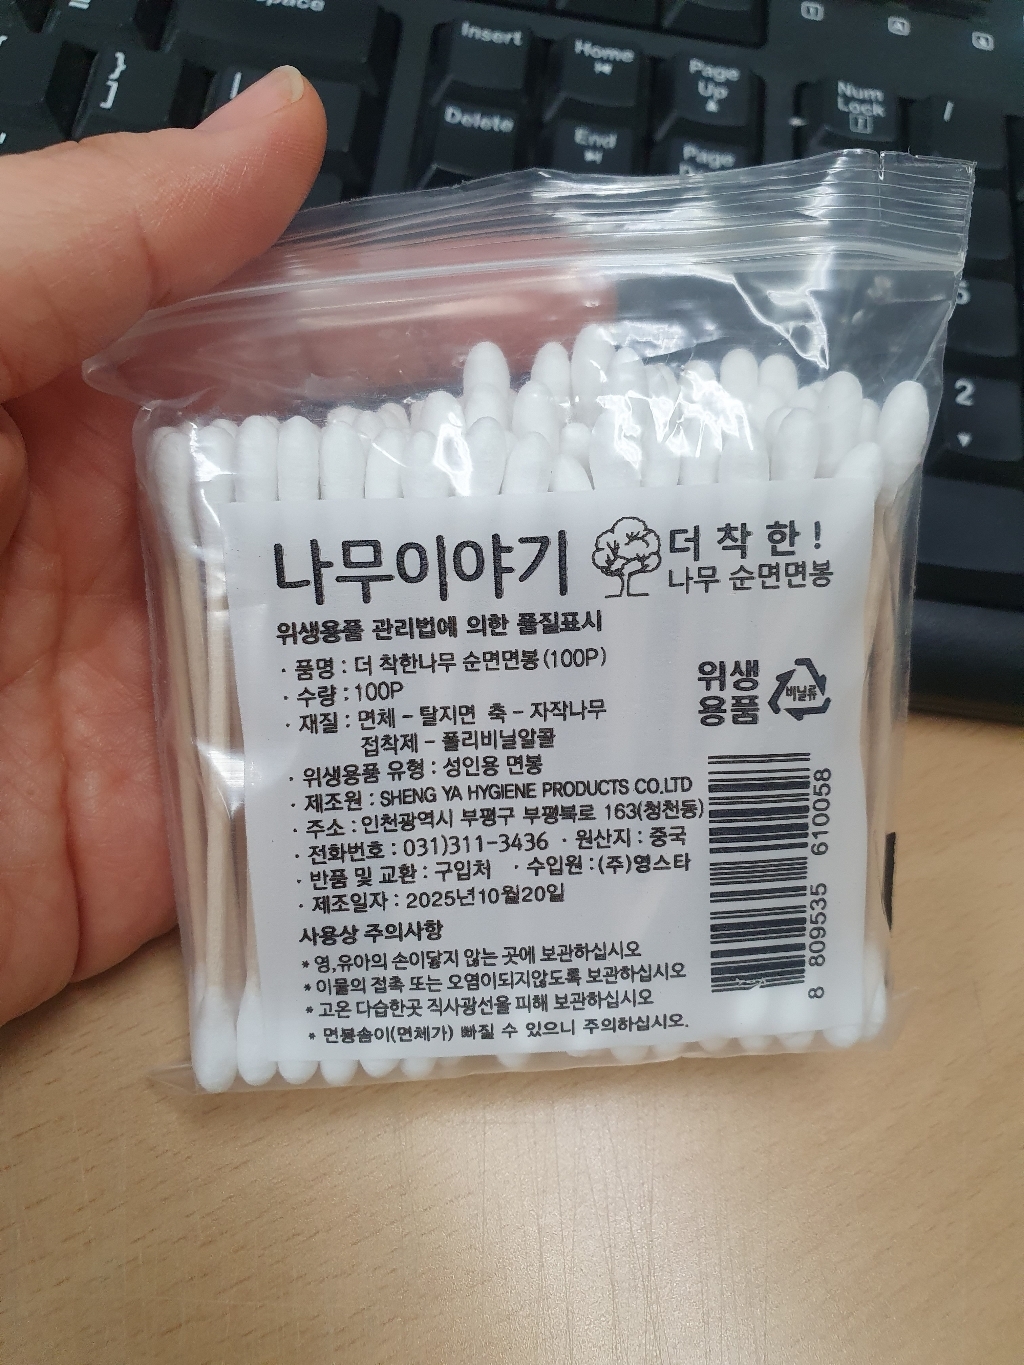 Insert
Home
Page
Up
Num
Lock
/
Delete
End
Page
}
]
2
나무이야기
더 착 한 !
나무 순면면봉
위생용품 관리법에 의한 품질표시
· 품명 : 더 착한나무 순면면봉(100P)
· 수량 : 100P
· 재질 : 면체 - 탈지면 축 - 자작나무
접착제 - 폴리비닐알콜
· 위생용품 유형 : 성인용 면봉
· 제조원 : SHENG YA HYGIENE PRODUCTS CO.LTD
· 주소 : 인천광역시 부평구 부평북로 163(청천동)
· 전화번호 : 031)311-3436 · 원산지 : 중국
· 반품 및 교환 : 구입처 · 수입원 : (주)영스타
· 제조일자 : 2025년10월20일
위생
용품
비닐류
사용상 주의사항
* 영,유아의 손이닿지 않는 곳에 보관하십시오
* 이물의 접촉 또는 오염이되지않도록 보관하십시오
* 고온 다습한곳 직사광선을 피해 보관하십시오
* 면봉솜이(면체가) 빠질 수 있으니 주의하십시오.
8 809535 610058